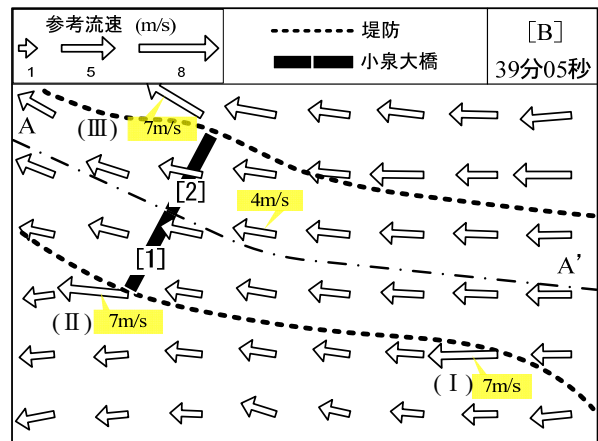 参考流速 (m/s)
1 5 8
堤防
小泉大橋
[B]
39分05秒
A
(Ⅲ)
7m/s
[2]
4m/s
[1]
A'
(Ⅱ)
7m/s
(Ⅰ)
7m/s